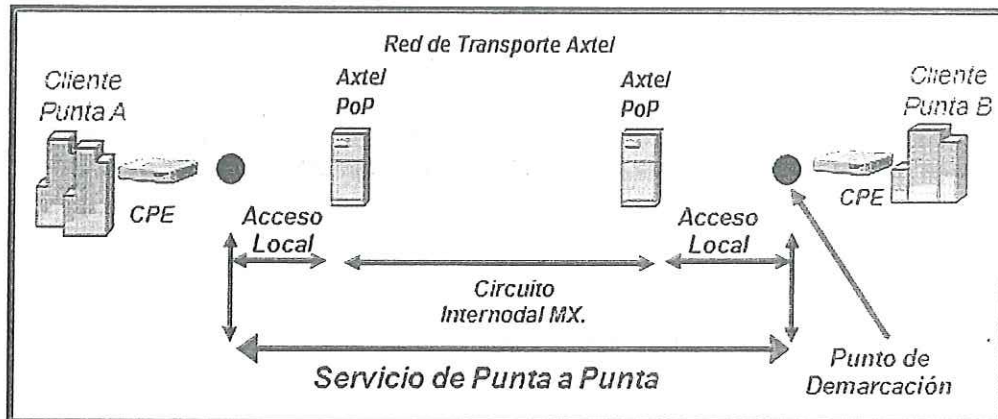 Red de Transporte Axtel
Cliente
Punta A
Axtel
PoP
Axtel
PoP
Cliente
Punta B
CPE
CPE
Acceso
Local
Acceso
Local
Circuito
Internodal MX.
Servicio de Punta a Punta
Punto de
Demarcación